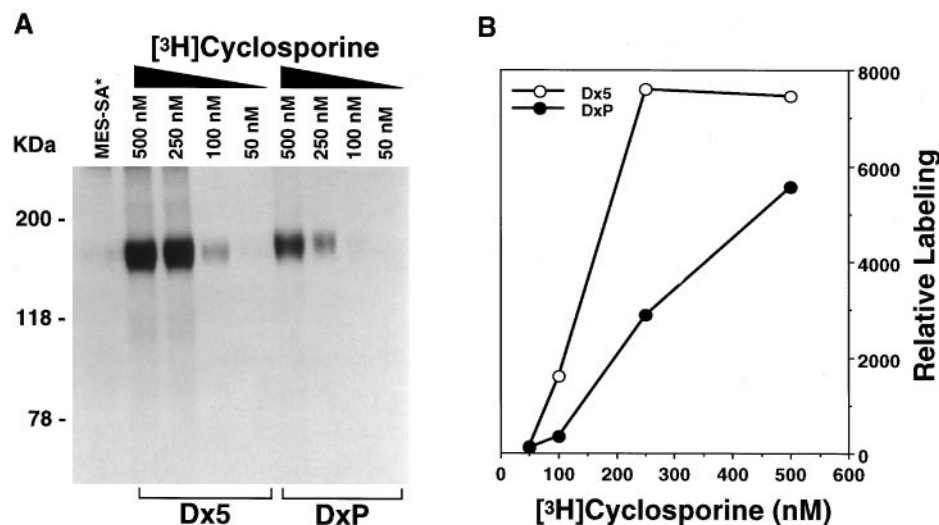 A
[³H]Cyclosporine
KDa
MES-SA*
500 nM
250 nM
100 nM
50 nM
500 nM
250 nM
100 nM
50 nM
200 -
118 -
78 -
Dx5
DxP
B
Dx5
DxP
8000
6000
4000
2000
0
Relative Labeling
0 100 200 300 400 500 600
[³H]Cyclosporine (nM)